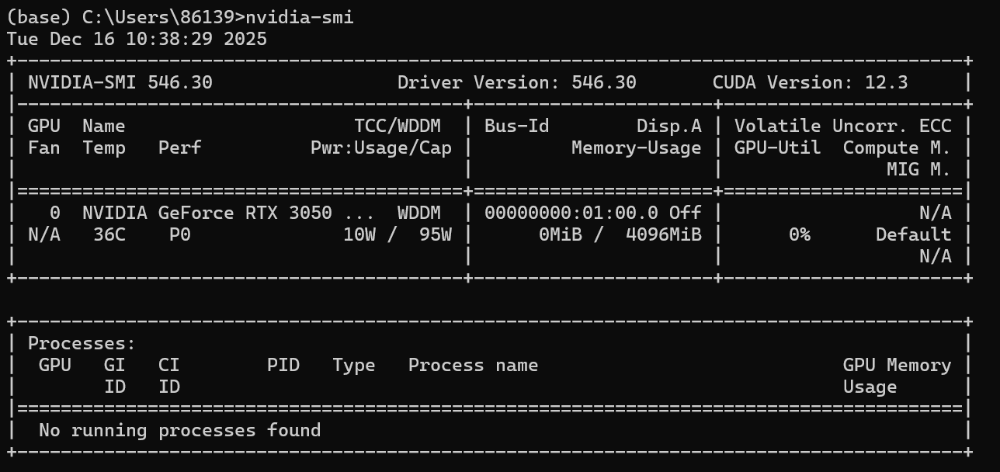 (base) C:\Users\86139>nvidia-smi
Tue Dec 16 10:38:29 2025
+---------------------------------------------------------------------------------------+
| NVIDIA-SMI 546.30                 Driver Version: 546.30       CUDA Version: 12.3     |
|-----------------------------------------+----------------------+----------------------+
| GPU  Name                     TCC/WDDM  | Bus-Id        Disp.A | Volatile Uncorr. ECC |
| Fan  Temp   Perf          Pwr:Usage/Cap |         Memory-Usage | GPU-Util  Compute M. |
|                                         |                      |               MIG M. |
|=========================================+======================+======================|
|   0  NVIDIA GeForce RTX 3050 ...  WDDM  | 00000000:01:00.0 Off |                  N/A |
| N/A   36C    P0              10W /  95W |      0MiB /  4096MiB |      0%      Default |
|                                         |                      |                  N/A |
+-----------------------------------------+----------------------+----------------------+

+---------------------------------------------------------------------------------------+
| Processes:                                                                            |
|  GPU   GI   CI        PID   Type   Process name                            GPU Memory |
|        ID   ID                                                             Usage      |
|=======================================================================================|
|  No running processes found                                                           |
+---------------------------------------------------------------------------------------+